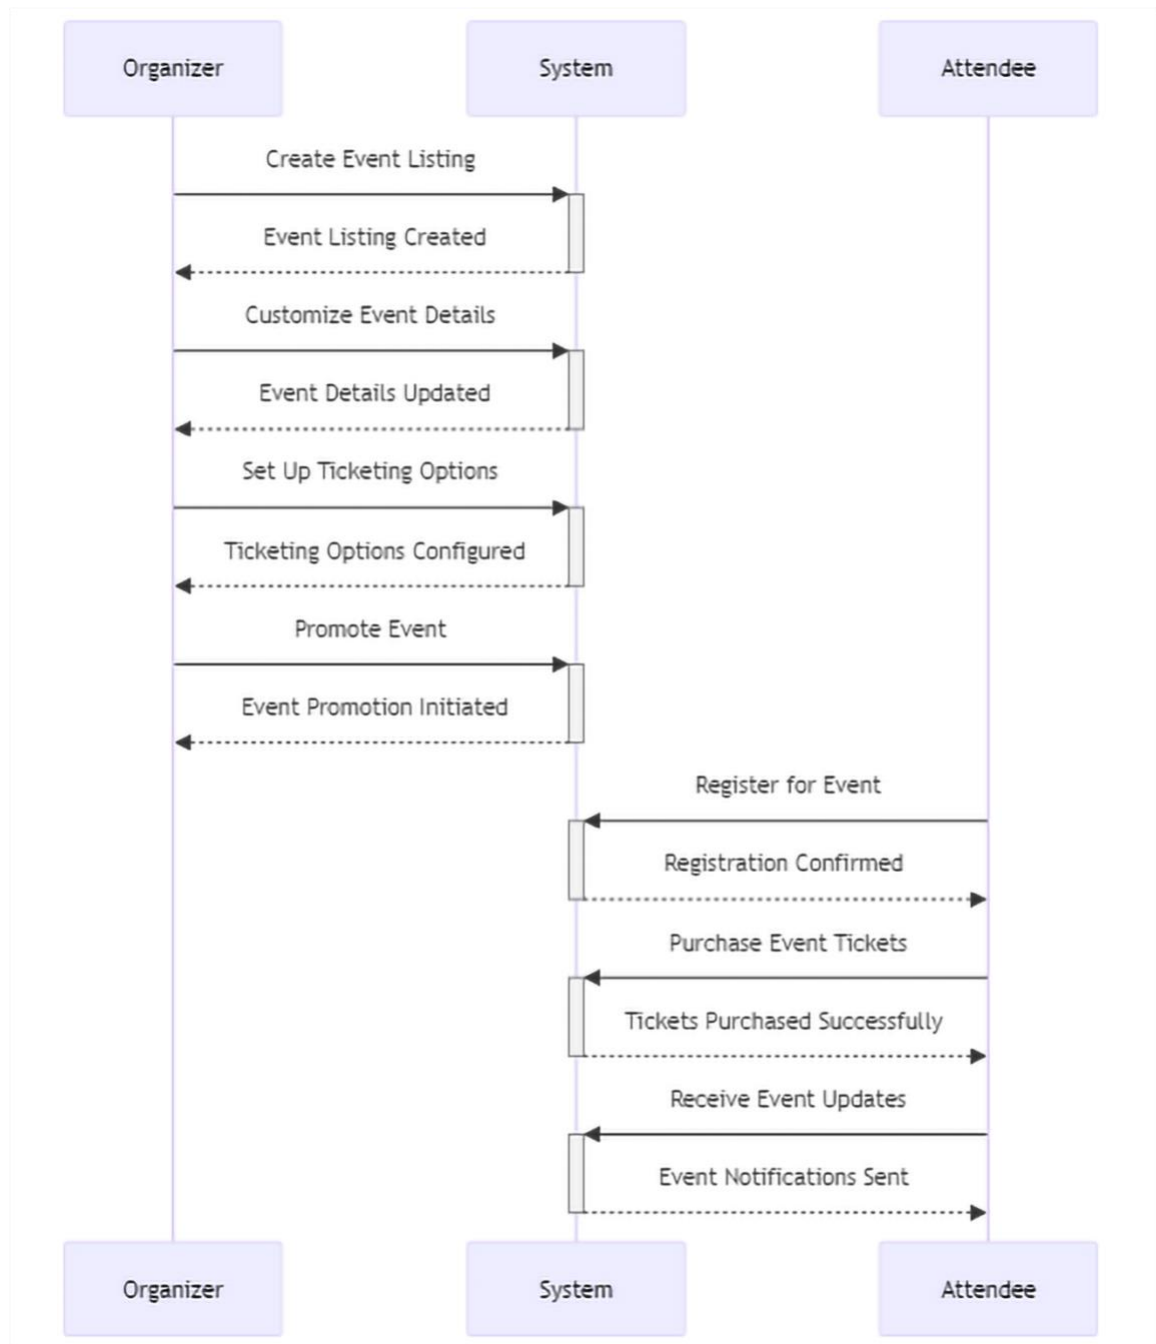 Organizer
System
Attendee
Create Event Listing
Event Listing Created
Customize Event Details
Event Details Updated
Set Up Ticketing Options
Ticketing Options Configured
Promote Event
Event Promotion Initiated
Register for Event
Registration Confirmed
Purchase Event Tickets
Tickets Purchased Successfully
Receive Event Updates
Event Notifications Sent
Organizer
System
Attendee